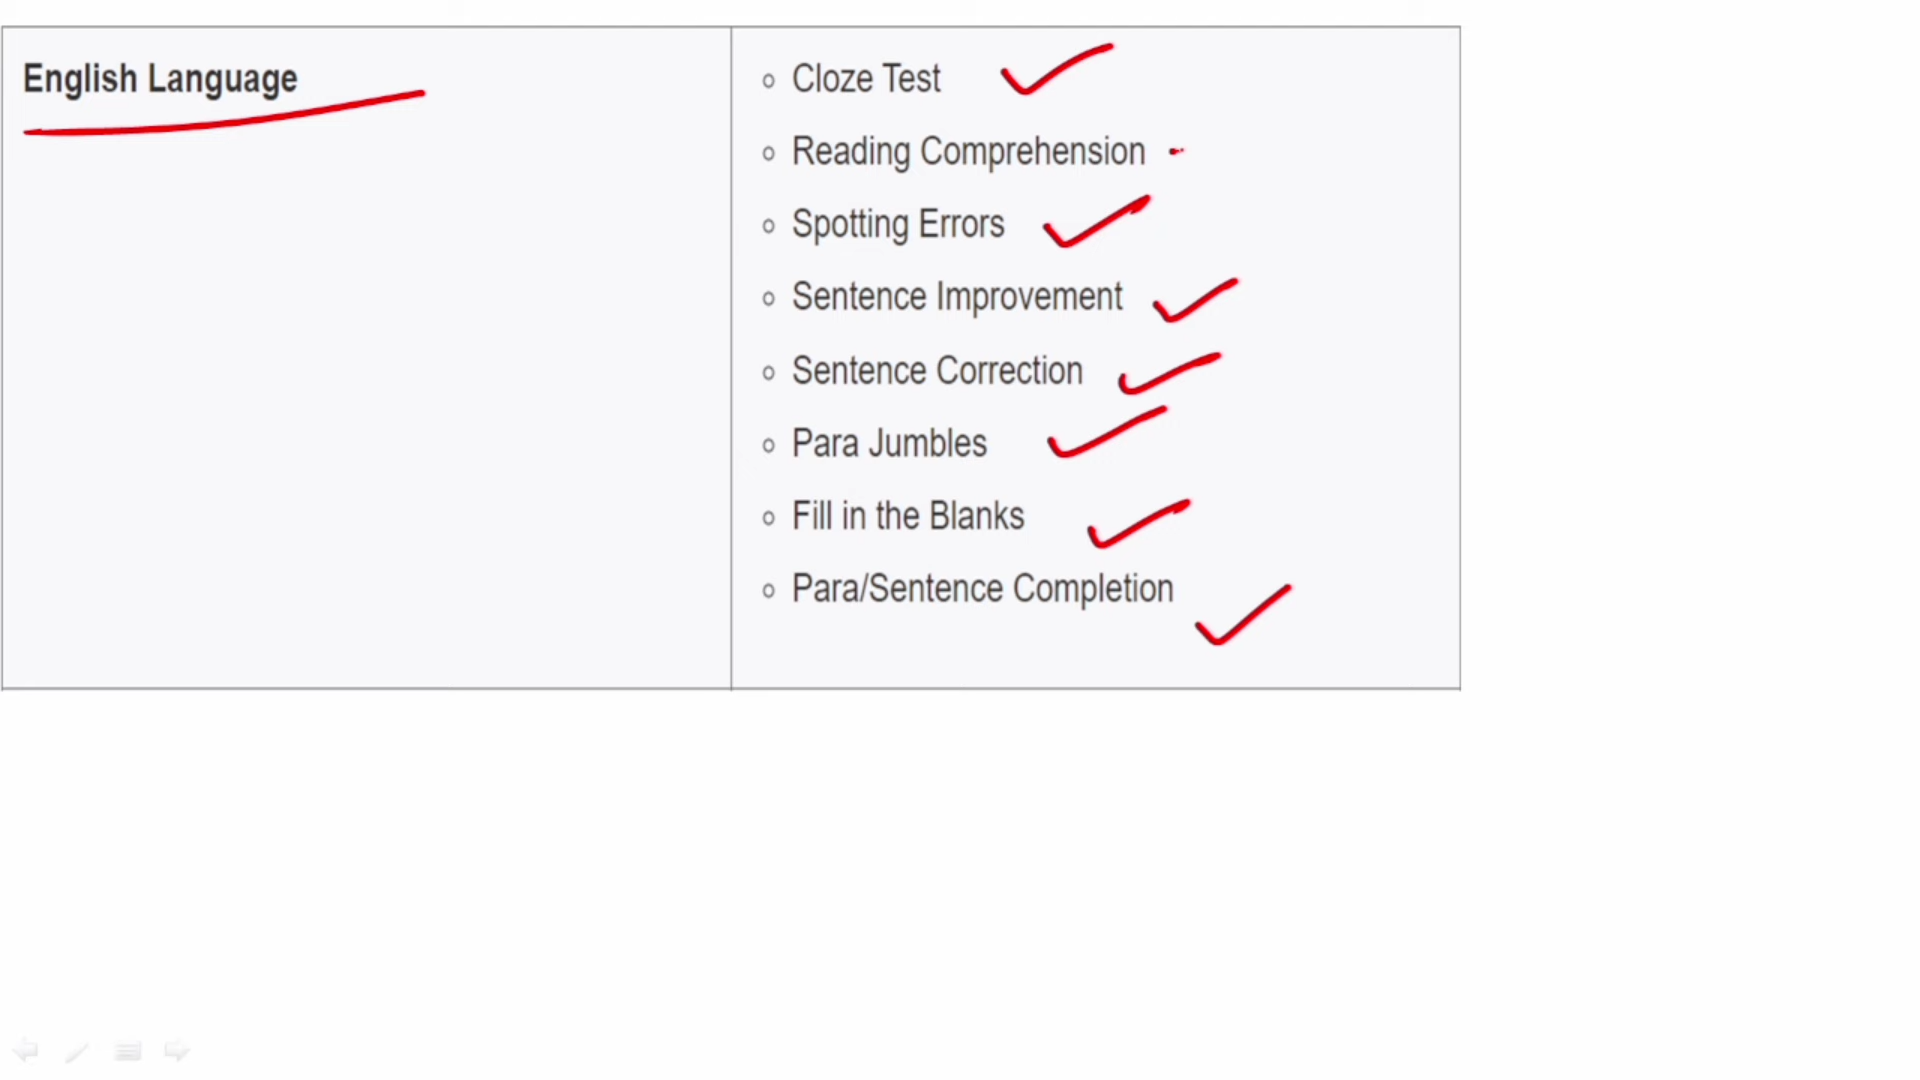 English Language
Cloze Test
Reading Comprehension
Spotting Errors
Sentence Improvement
Sentence Correction
Para Jumbles
Fill in the Blanks
Para/Sentence Completion